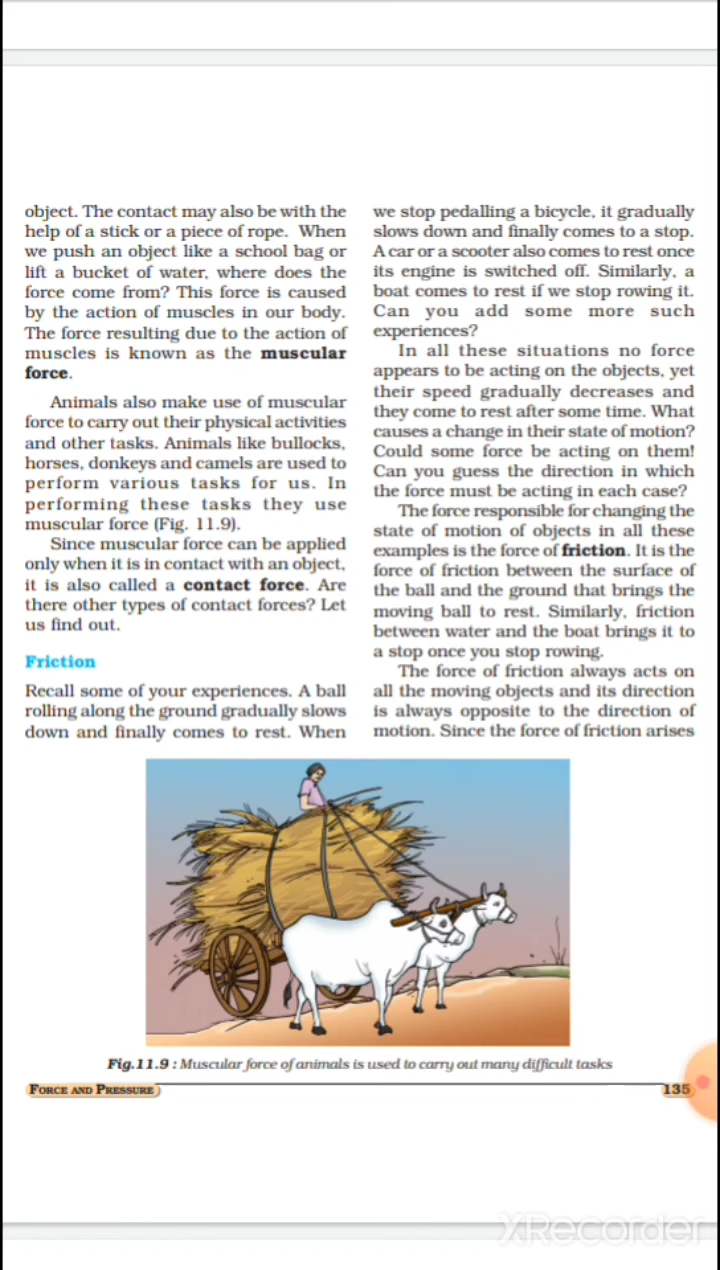 object. The contact may also be with the
help of a stick or a piece of rope. When
we push an object like a school bag or
lift a bucket of water, where does the
force come from? This force is caused
by the action of muscles in our body.
The force resulting due to the action of
muscles is known as the muscular
force.
Animals also make use of muscular
force to carry out their physical activities
and other tasks. Animals like bullocks,
horses, donkeys and camels are used to
perform various tasks for us. In
performing these tasks they use
muscular force (Fig. 11.9).
Since muscular force can be applied
only when it is in contact with an object,
it is also called a contact force. Are
there other types of contact forces? Let
us find out.
Friction
Recall some of your experiences. A ball
rolling along the ground gradually slows
down and finally comes to rest. When
we stop pedalling a bicycle, it gradually
slows down and finally comes to a stop.
A car or a scooter also comes to rest once
its engine is switched off. Similarly, a
boat comes to rest if we stop rowing it.
Can you add some more such
experiences?
In all these situations no force
appears to be acting on the objects, yet
their speed gradually decreases and
they come to rest after some time. What
causes a change in their state of motion?
Could some force be acting on them!
Can you guess the direction in which
the force must be acting in each case?
The force responsible for changing the
state of motion of objects in all these
examples is the force of friction. It is the
force of friction between the surface of
the ball and the ground that brings the
moving ball to rest. Similarly, friction
between water and the boat brings it to
a stop once you stop rowing.
The force of friction always acts on
all the moving objects and its direction
is always opposite to the direction of
motion. Since the force of friction arises
Fig.11.9 : Muscular force of animals is used to carry out many difficult tasks
FORCE AND PRESSURE
135
XRecorder